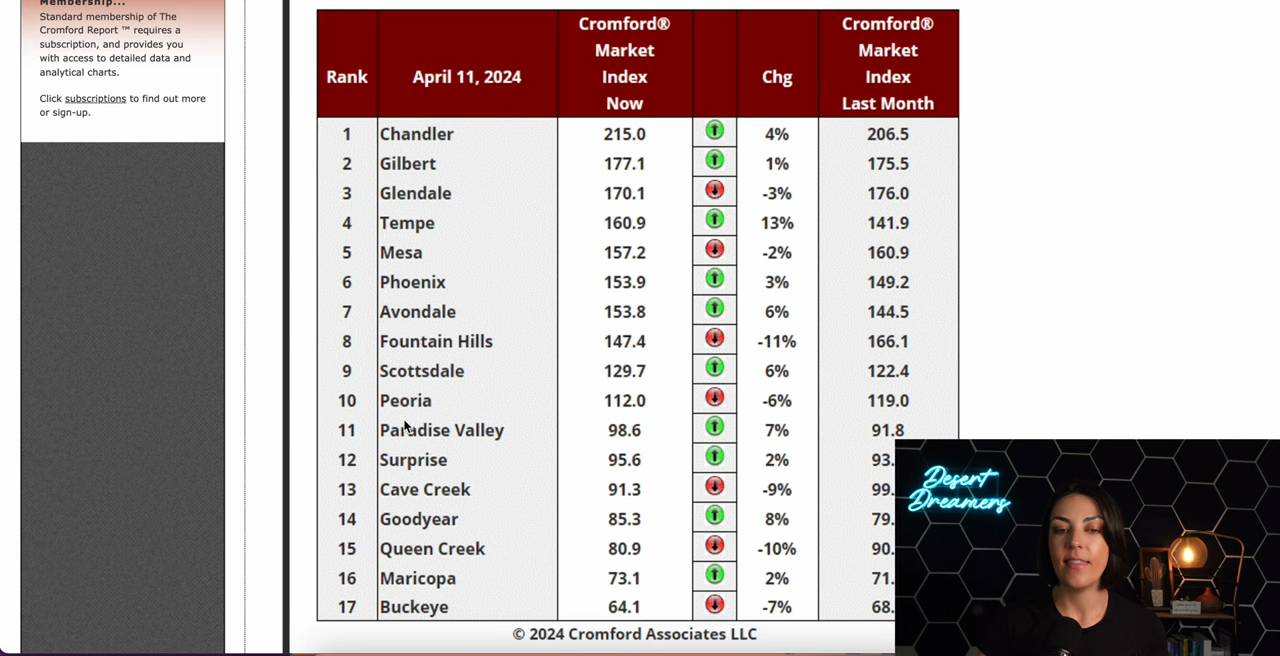 Membership...
Standard membership of The
Cromford Report ™ requires a
subscription, and provides you
with access to detailed data and
analytical charts.
Click subscriptions to find out more
or sign-up.
Rank April 11, 2024 Cromford® Market Index Now Chg Cromford® Market Index Last Month
1 Chandler 215.0 4% 206.5
2 Gilbert 177.1 1% 175.5
3 Glendale 170.1 -3% 176.0
4 Tempe 160.9 13% 141.9
5 Mesa 157.2 -2% 160.9
6 Phoenix 153.9 3% 149.2
7 Avondale 153.8 6% 144.5
8 Fountain Hills 147.4 -11% 166.1
9 Scottsdale 129.7 6% 122.4
10 Peoria 112.0 -6% 119.0
11 Paradise Valley 98.6 7% 91.8
12 Surprise 95.6 2% 93.
13 Cave Creek 91.3 -9% 99.
14 Goodyear 85.3 8% 79.
15 Queen Creek 80.9 -10% 90.
16 Maricopa 73.1 2% 71.
17 Buckeye 64.1 -7% 68.
© 2024 Cromford Associates LLC
Desert
Dreamers